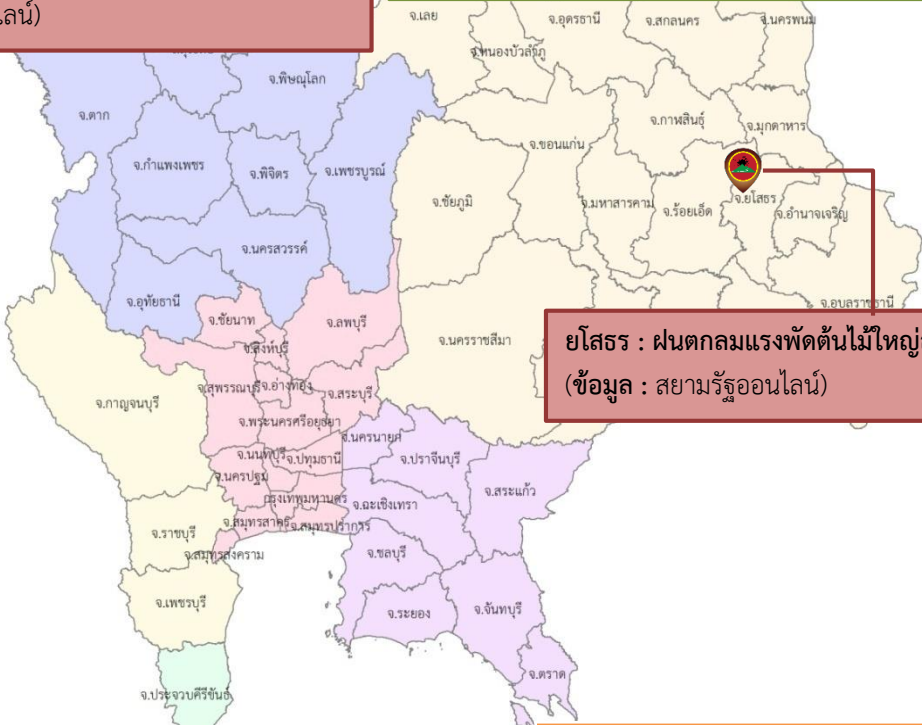 ไลน์)
จ.เลย
จ.อุดรธานี
จ.สกลนคร
จ.นครพนม
จ.หนองบัวลำภู
จ.พิษณุโลก
จ.ตาก
จ.กาฬสินธุ์
จ.มุกดาหาร
จ.ขอนแก่น
จ.กำแพงเพชร
จ.พิจิตร
จ.เพชรบูรณ์
จ.ชัยภูมิ
จ.มหาสารคาม
จ.ร้อยเอ็ด
จ.ยโสธร
จ.อำนาจเจริญ
จ.นครสวรรค์
จ.อุทัยธานี
จ.อุบลราชธานี
จ.ชัยนาท
จ.ลพบุรี
จ.สิงห์บุรี
จ.นครราชสีมา
ยโสธร : ฝนตกลมแรงพัดต้นไม้ใหญ่
(ข้อมูล : สยามรัฐออนไลน์)
จ.สุพรรณบุรี
จ.อ่างทอง
จ.สระบุรี
จ.กาญจนบุรี
จ.พระนครศรีอยุธยา
จ.นครนายก
จ.นนทบุรี
จ.ปทุมธานี
จ.ปราจีนบุรี
จ.นครปฐม
จ.สระแก้ว
กรุงเทพมหานคร
จ.ฉะเชิงเทรา
จ.สมุทรสาคร
จ.สมุทรปราการ
จ.ราชบุรี
จ.สมุทรสงคราม
จ.ชลบุรี
จ.เพชรบุรี
จ.ระยอง
จ.จันทบุรี
จ.ตราด
จ.ประจวบคีรีขันธ์